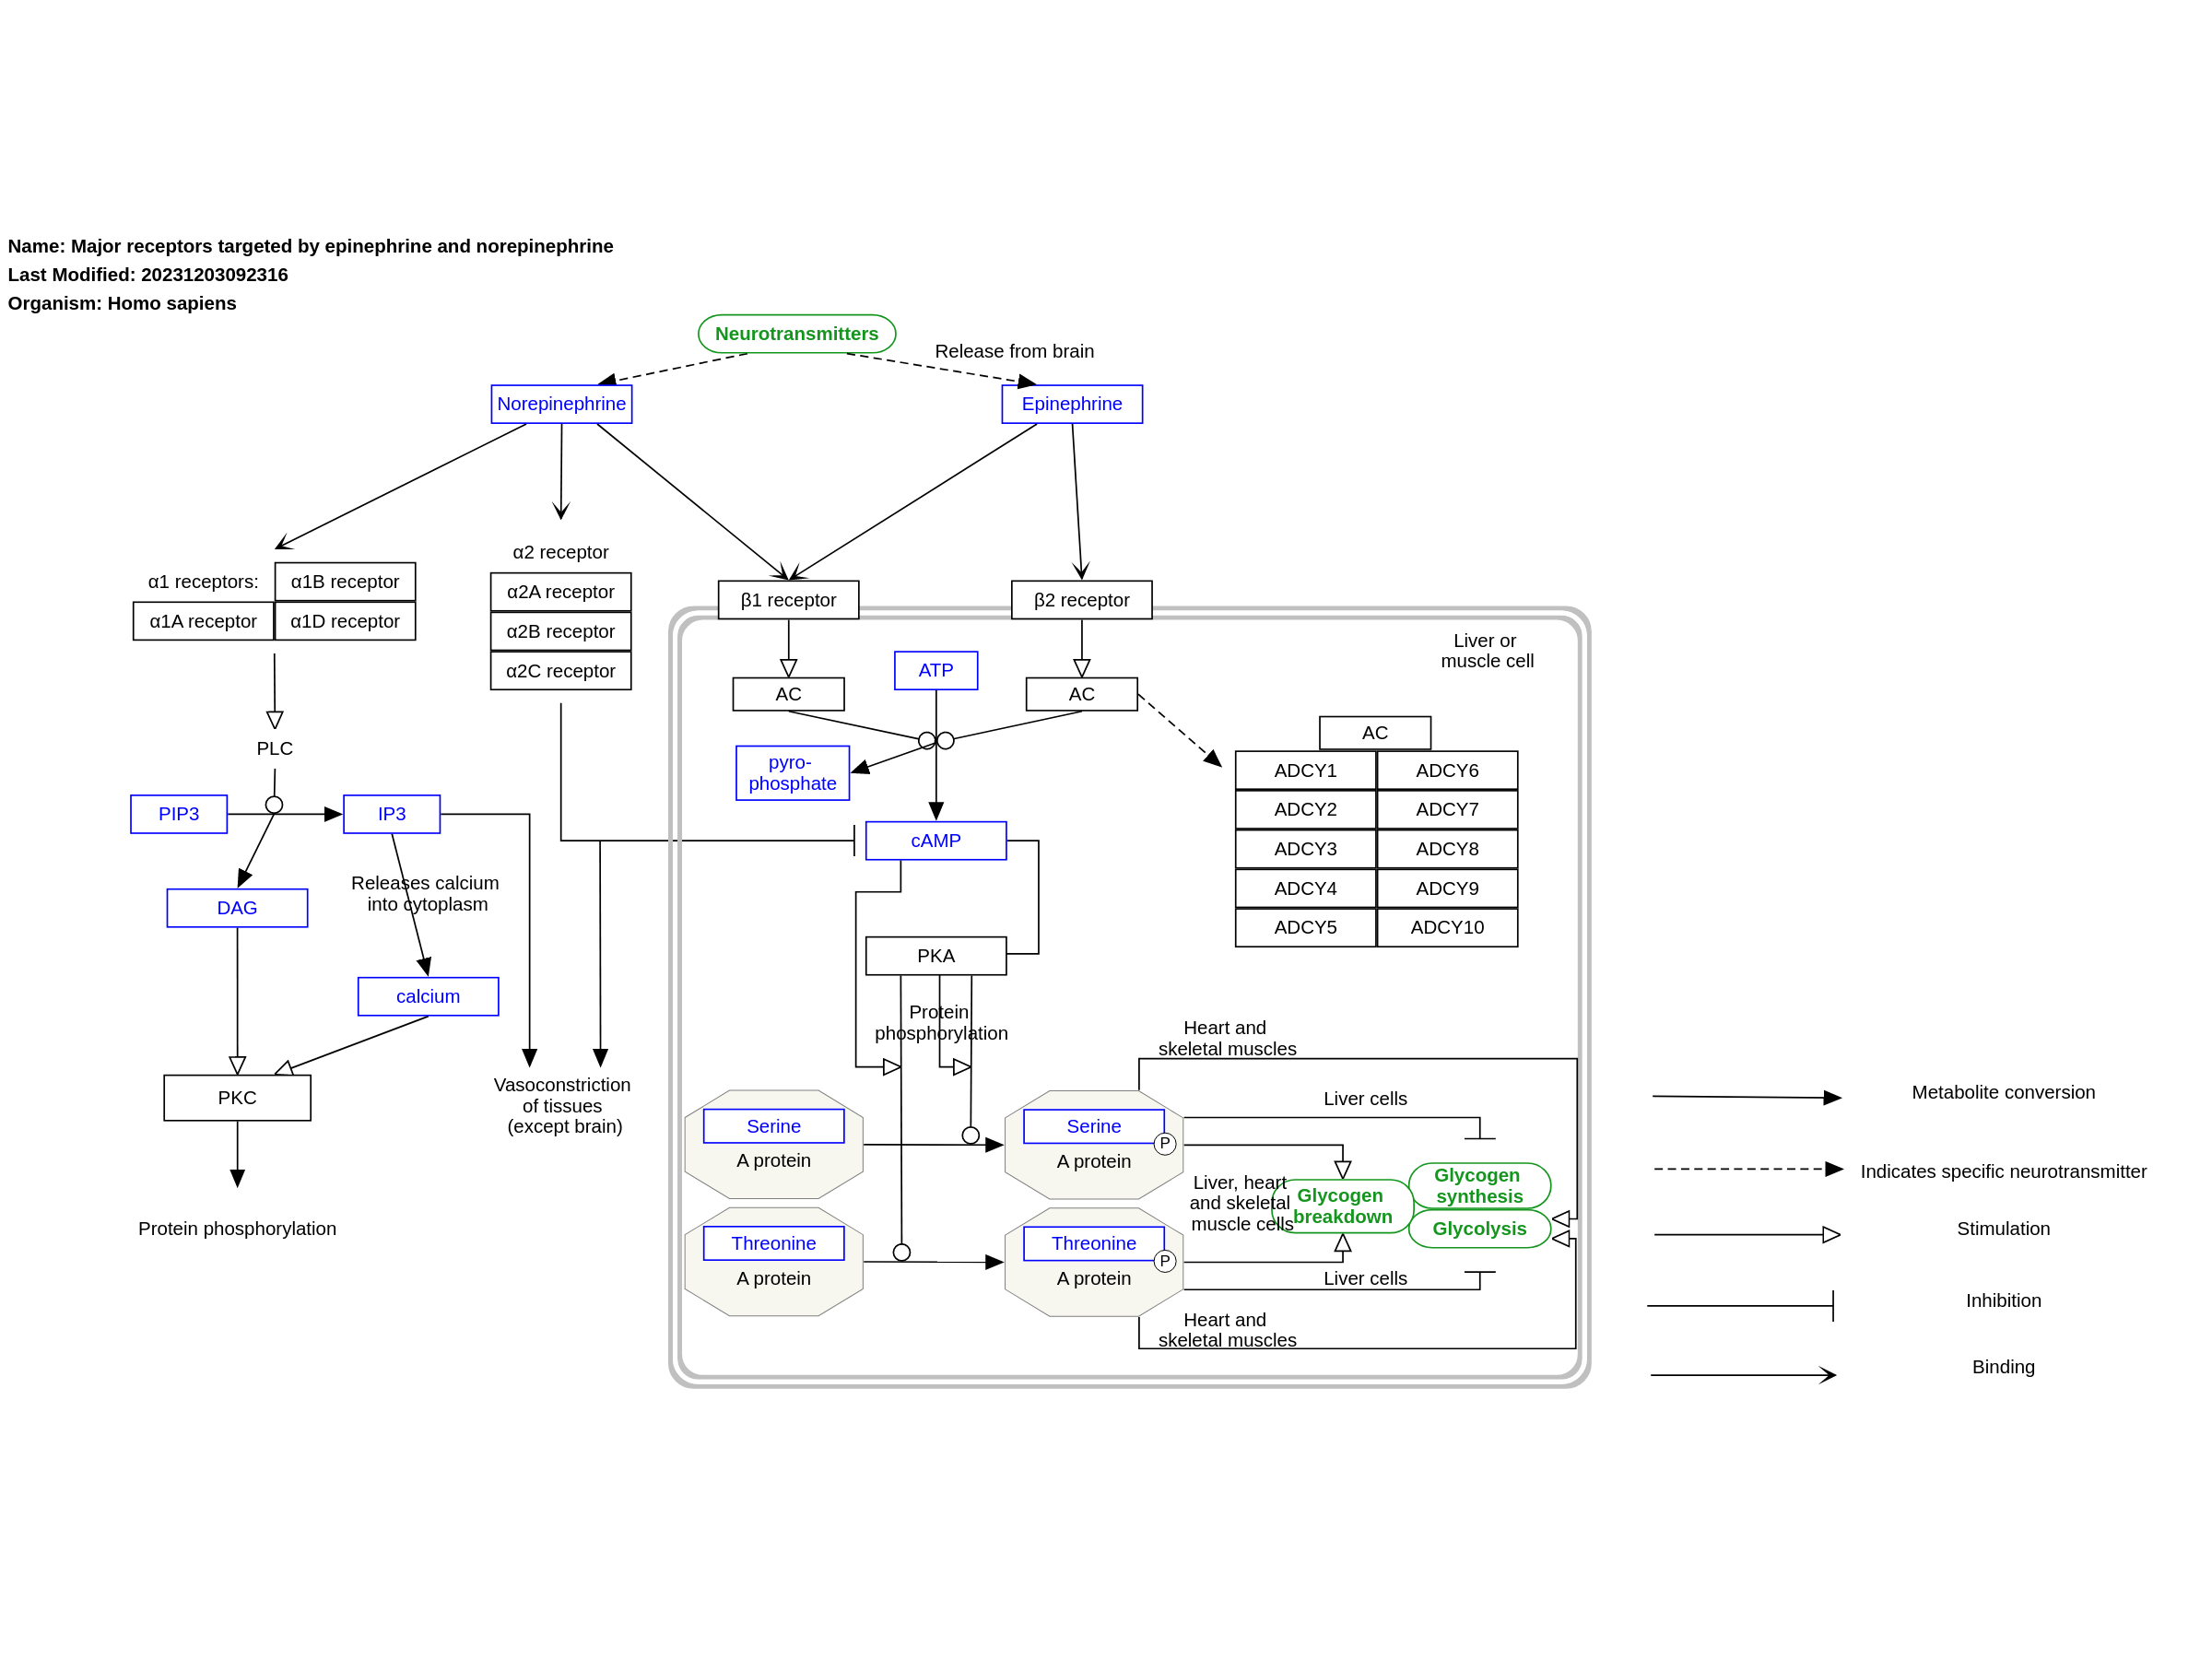 Name: Major receptors targeted by epinephrine and norepinephrine
Last Modified: 20231203092316
Organism: Homo sapiens
Neurotransmitters
Release from brain
Norepinephrine
Epinephrine
α1 receptors:
α1B receptor
α1A receptor
α1D receptor
α2 receptor
α2A receptor
α2B receptor
α2C receptor
β1 receptor
β2 receptor
Liver or
muscle cell
AC
ATP
AC
pyro-
phosphate
PLC
PIP3
IP3
DAG
Releases calcium
into cytoplasm
calcium
PKC
Protein phosphorylation
Vasoconstriction
of tissues
(except brain)
cAMP
PKA
Protein
phosphorylation
AC
ADCY1
ADCY6
ADCY2
ADCY7
ADCY3
ADCY8
ADCY4
ADCY9
ADCY5
ADCY10
Heart and
skeletal muscles
Liver cells
Serine
A protein
Serine
P
A protein
Liver, heart
and skeletal
muscle cells
Glycogen
breakdown
Glycogen
synthesis
Glycolysis
Threonine
A protein
Threonine
P
A protein
Liver cells
Heart and
skeletal muscles
Metabolite conversion
Indicates specific neurotransmitter
Stimulation
Inhibition
Binding